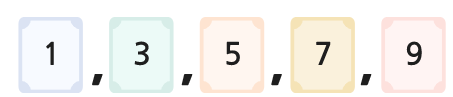 1, 3, 5, 7, 9